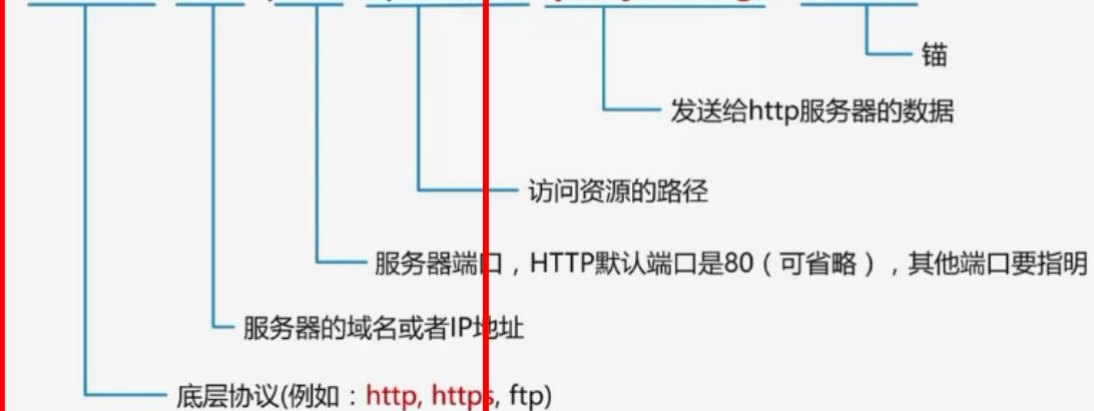 锚
发送给http服务器的数据
访问资源的路径
服务器端口，HTTP默认端口是80（可省略），其他端口要指明
服务器的域名或者IP地址
底层协议(例如：http, https, ftp)